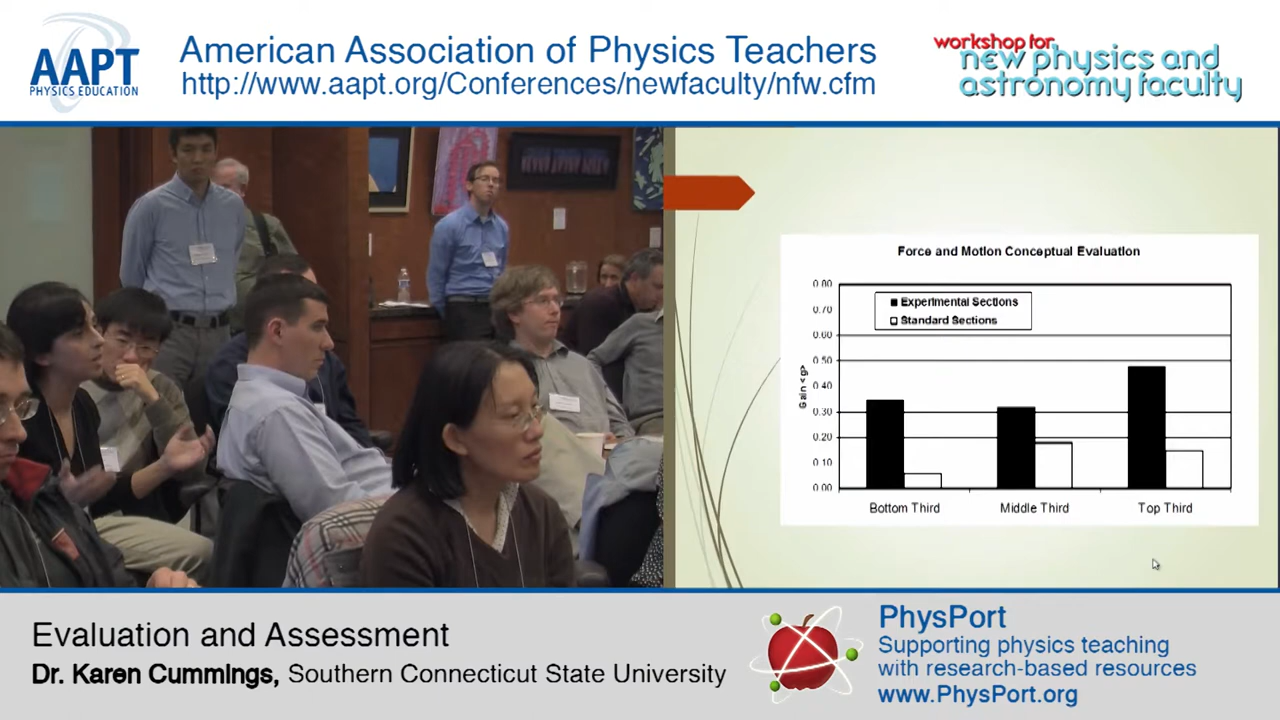 AAPT
PHYSICS EDUCATION
American Association of Physics Teachers
http://www.aapt.org/Conferences/newfaculty/nfw.cfm
workshop for
new physics and
astronomy faculty
Force and Motion Conceptual Evaluation
Experimental Sections
Standard Sections
Gain <g>
0.80
0.70
0.60
0.50
0.40
0.30
0.20
0.10
0.00
Bottom Third
Middle Third
Top Third
Evaluation and Assessment
Dr. Karen Cummings, Southern Connecticut State University
PhysPort
Supporting physics teaching
with research-based resources
www.PhysPort.org